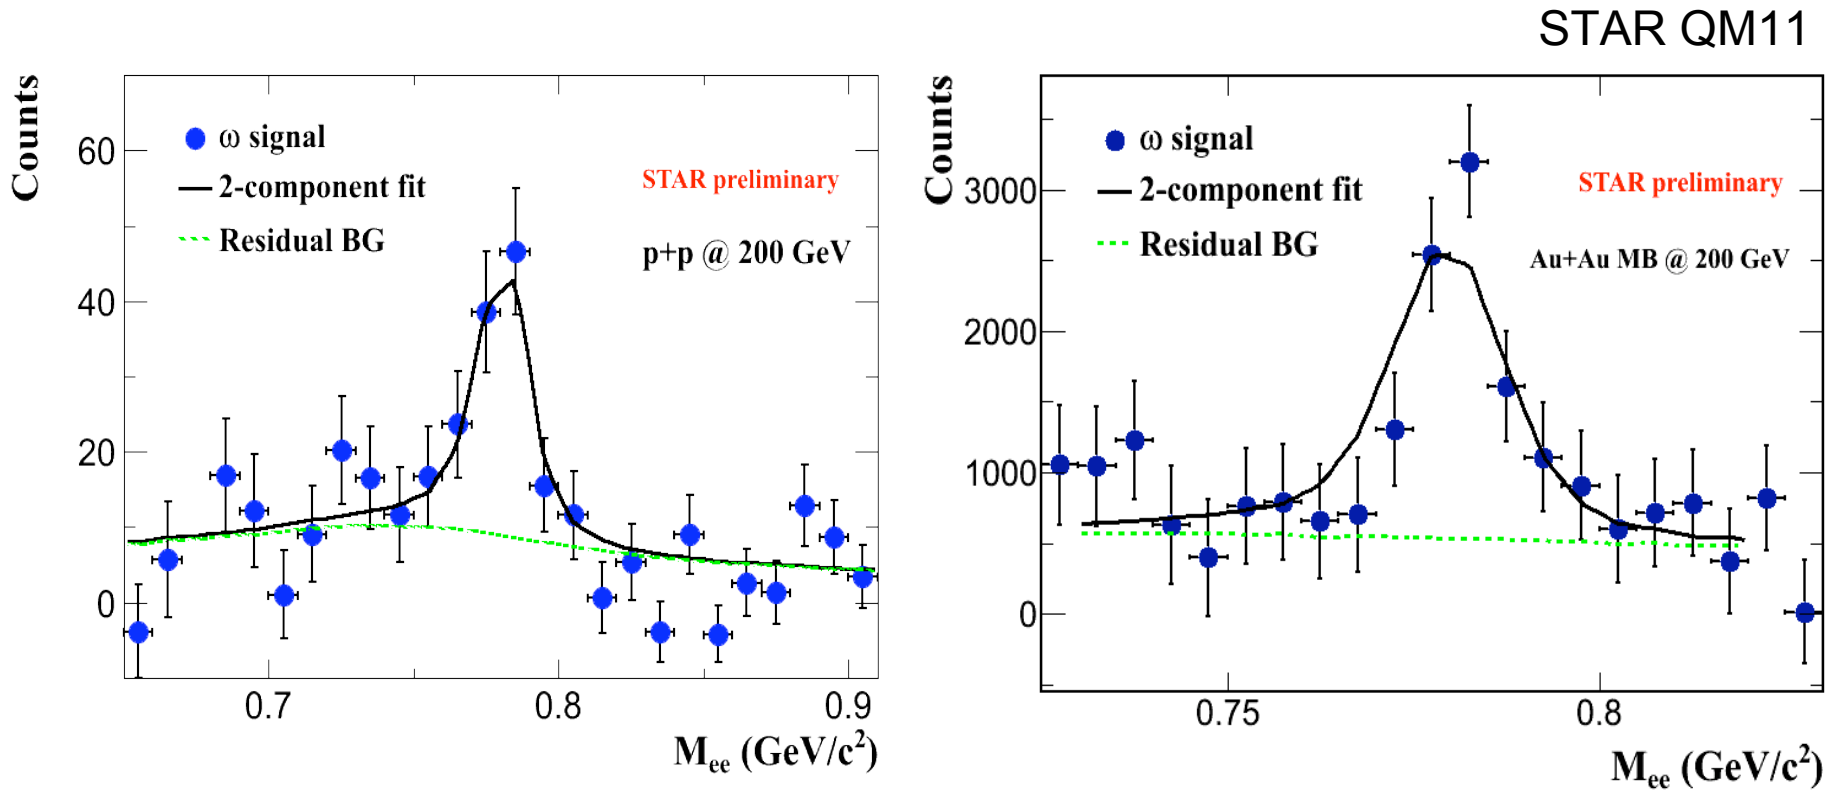 STAR QM11
Counts
60
40
20
0
ω signal
2-component fit
Residual BG
STAR preliminary
p+p @ 200 GeV
0.7 0.8 0.9
M_ee (GeV/c²)
Counts
3000
2000
1000
0
ω signal
2-component fit
Residual BG
STAR preliminary
Au+Au MB @ 200 GeV
0.75 0.8
M_ee (GeV/c²)